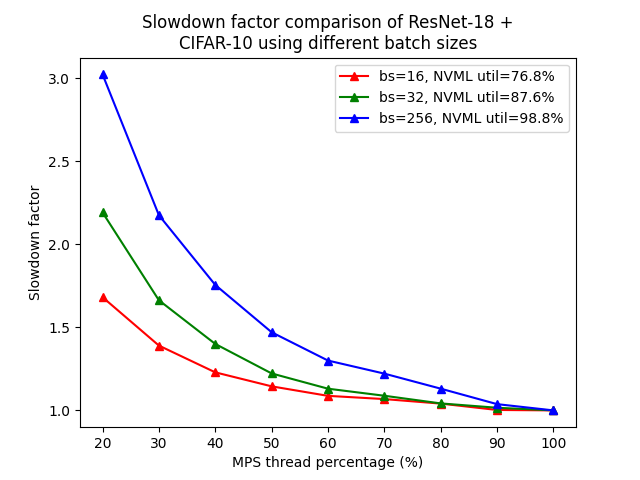 Slowdown factor comparison of ResNet-18 +
CIFAR-10 using different batch sizes
bs=16, NVML util=76.8%
bs=32, NVML util=87.6%
bs=256, NVML util=98.8%
Slowdown factor
3.0
2.5
2.0
1.5
1.0
20 30 40 50 60 70 80 90 100
MPS thread percentage (%)